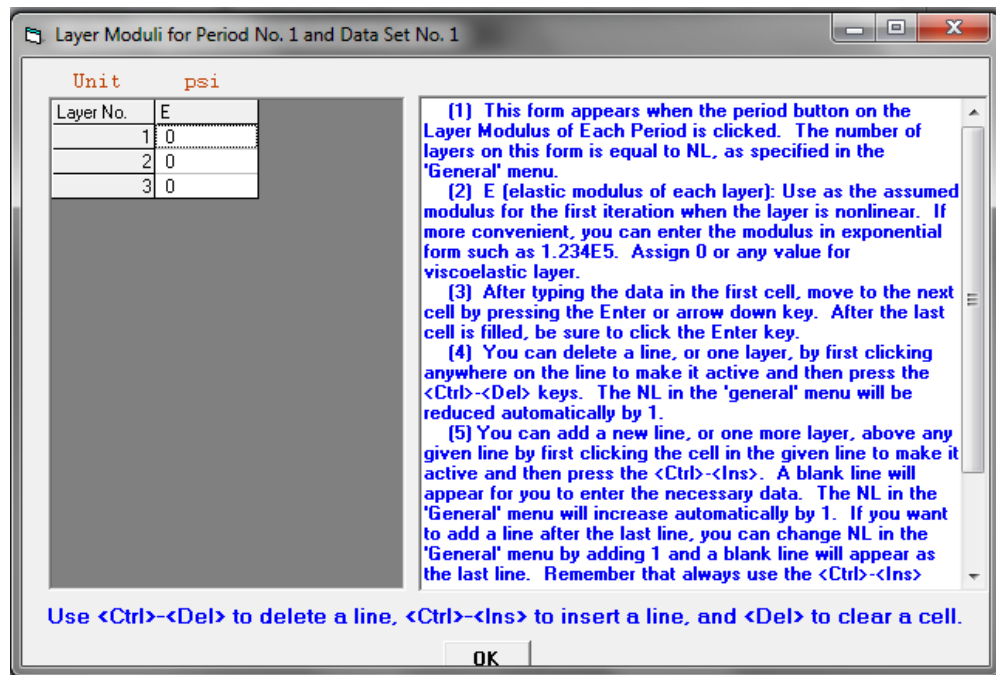 Layer Moduli for Period No. 1 and Data Set No. 1
Unit psi
Layer No. E
1 0
2 0
3 0
(1) This form appears when the period button on the
Layer Modulus of Each Period is clicked. The number of
layers on this form is equal to NL, as specified in the
'General' menu.
(2) E (elastic modulus of each layer): Use as the assumed
modulus for the first iteration when the layer is nonlinear. If
more convenient, you can enter the modulus in exponential
form such as 1.234E5. Assign 0 or any value for
viscoelastic layer.
(3) After typing the data in the first cell, move to the next
cell by pressing the Enter or arrow down key. After the last
cell is filled, be sure to click the Enter key.
(4) You can delete a line, or one layer, by first clicking
anywhere on the line to make it active and then press the
<Ctrl>-<Del> keys. The NL in the 'general' menu will be
reduced automatically by 1.
(5) You can add a new line, or one more layer, above any
given line by first clicking the cell in the given line to make it
active and then press the <Ctrl>-<Ins>. A blank line will
appear for you to enter the necessary data. The NL in the
'General' menu will increase automatically by 1. If you want
to add a line after the last line, you can change NL in the
'General' menu by adding 1 and a blank line will appear as
the last line. Remember that always use the <Ctrl>-<Ins>
Use <Ctrl>-<Del> to delete a line, <Ctrl>-<Ins> to insert a line, and <Del> to clear a cell.
OK